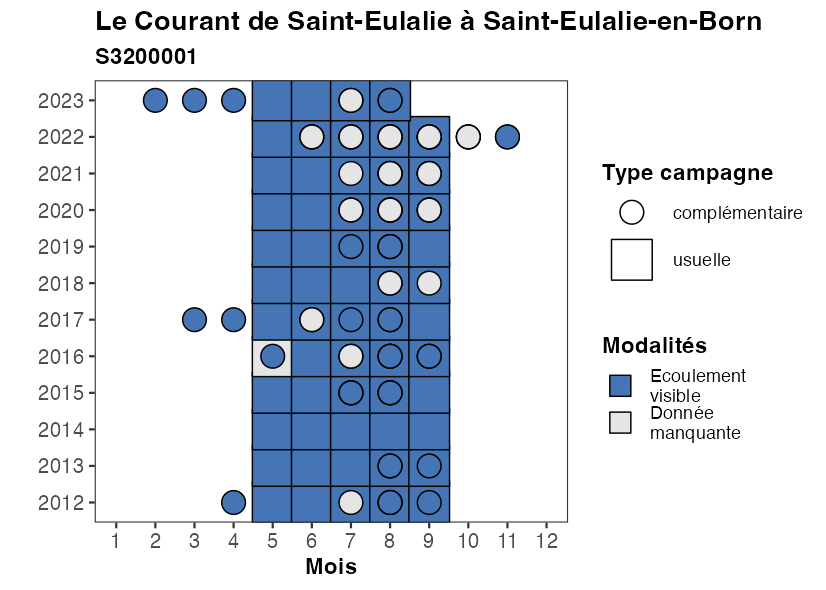 Le Courant de Saint-Eulalie à Saint-Eulalie-en-Born
S3200001
2023
2022
2021
2020
2019
2018
2017
2016
2015
2014
2013
2012
1 2 3 4 5 6 7 8 9 10 11 12
Mois
Type campagne
complémentaire
usuelle
Modalités
Ecoulement
visible
Donnée
manquante